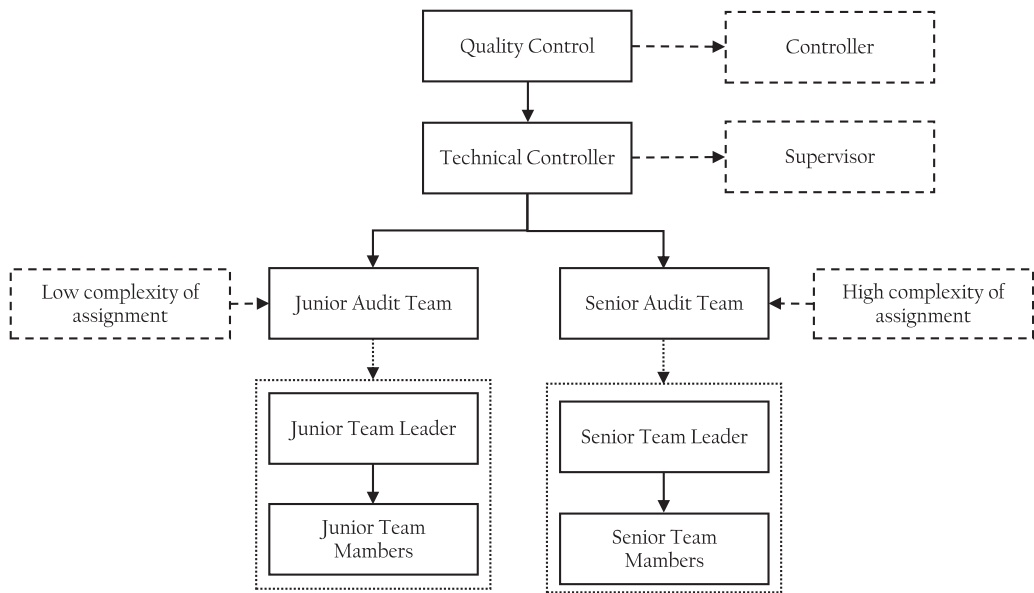 Quality Control
Controller
Technical Controller
Supervisor
Low complexity of
assignment
Junior Audit Team
Senior Audit Team
High complexity of
assignment
Junior Team Leader
Senior Team Leader
Junior Team
Mambers
Senior Team
Mambers